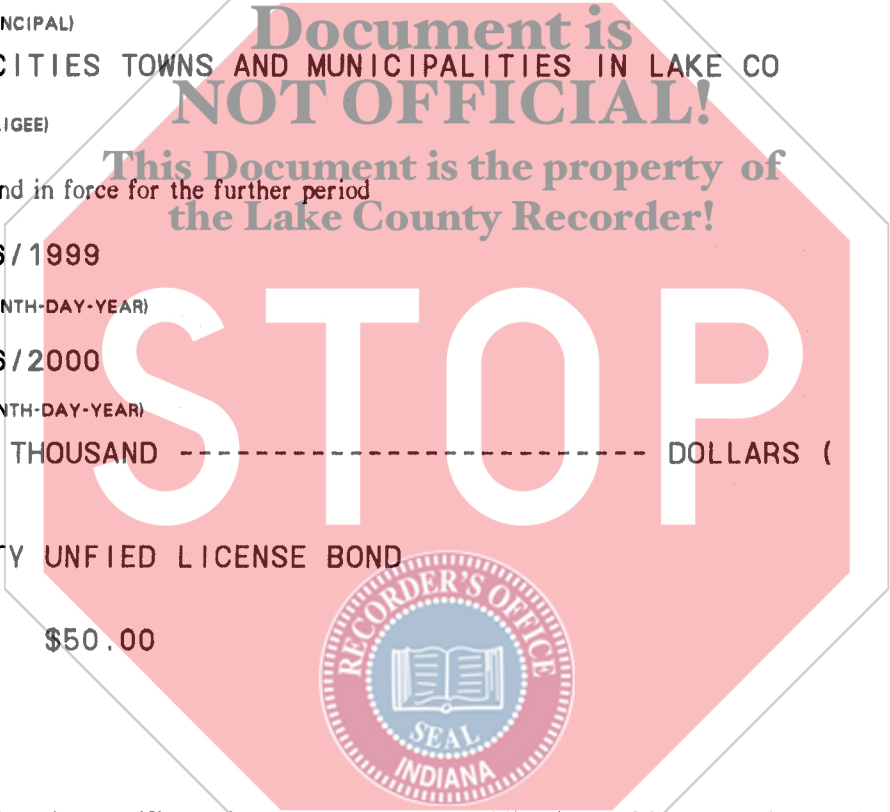 NCIPAL)
Document is
CITIES TOWNS AND MUNICIPALITIES IN LAKE CO
NOT OFFICIAL!
IGEE)
This Document is the property of
nd in force for the further period
the Lake County Recorder!
6/1999
NTH-DAY-YEAR)
STOP
6/2000
NTH-DAY-YEAR)
THOUSAND --------------------------- DOLLARS (
TY UNFIED LICENSE BOND
$50.00
RECORDER'S OFFICE
SEAL
INDIANA